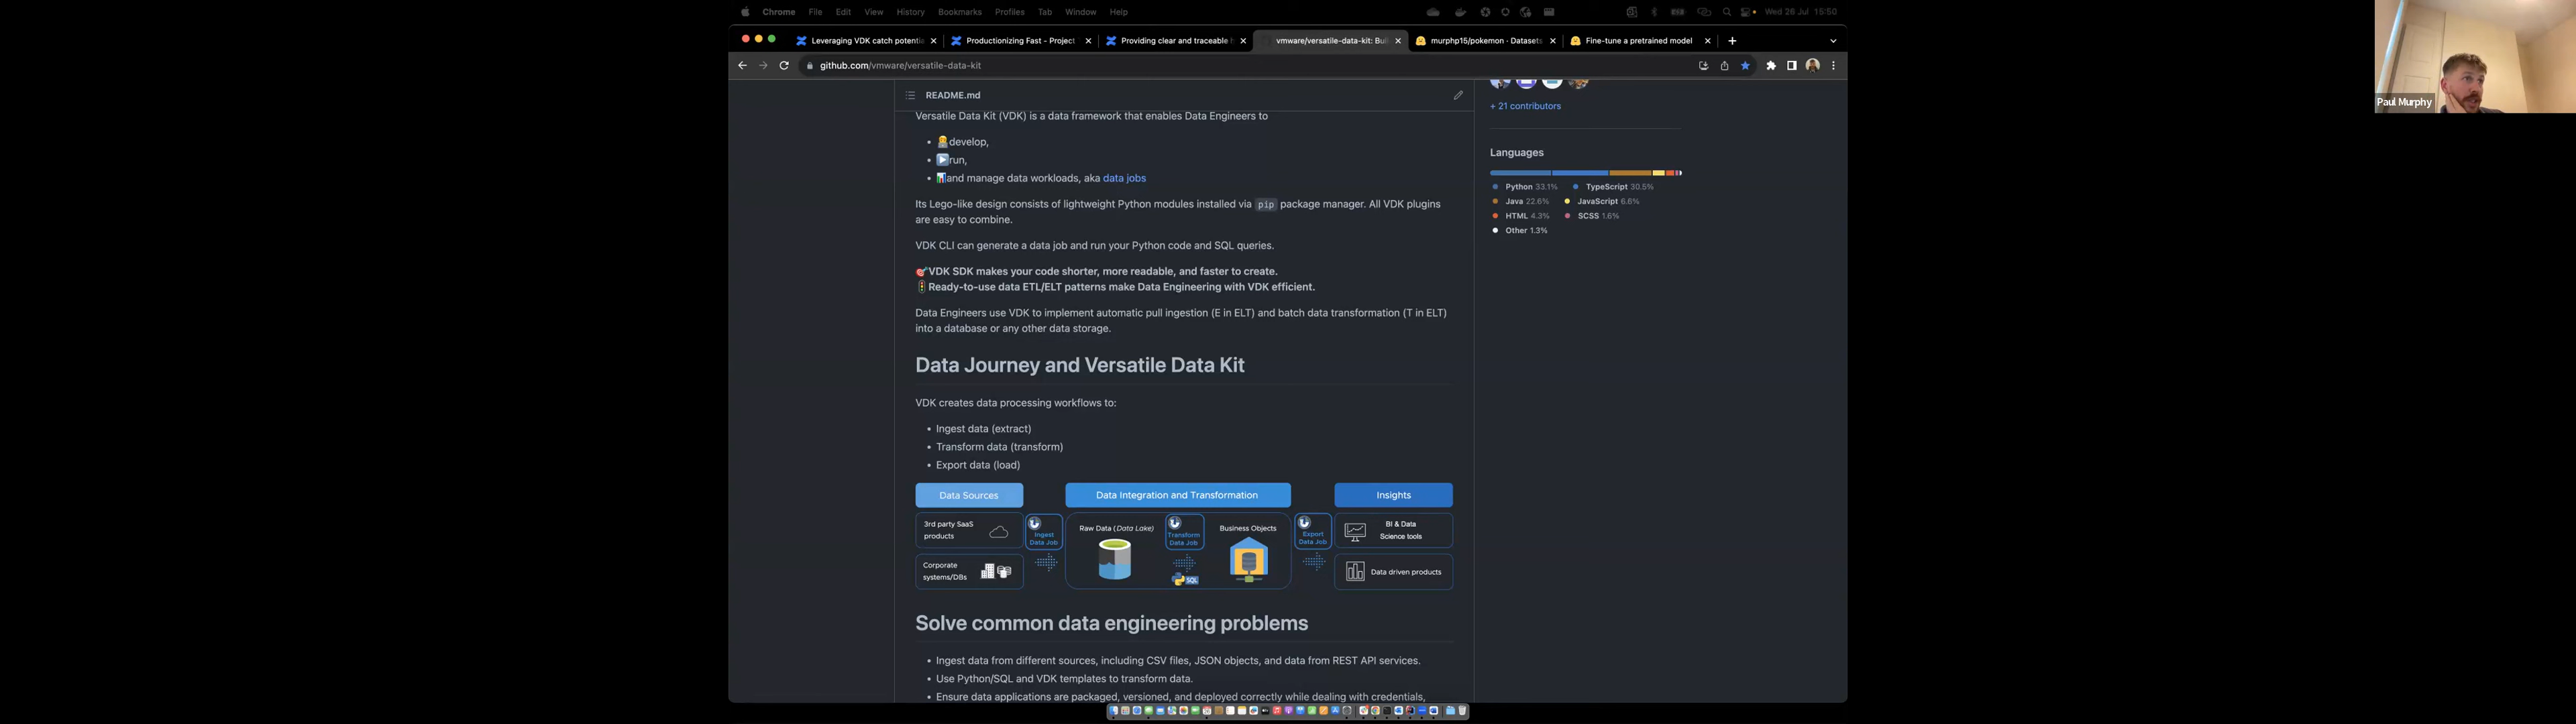 Chrome File Edit View History Bookmarks Profiles Tab Window Help Wed 26 Jul 15:50
Leveraging VDK catch potentia Productionizing Fast - Project Providing clear and traceable h vmware/versatile-data-kit: Bui murphp15/pokemon · Datasets Fine-tune a pretrained model
github.com/vmware/versatile-data-kit
Paul Murphy
README.md
+ 21 contributors
Versatile Data Kit (VDK) is a data framework that enables Data Engineers to
develop,
run,
and manage data workloads, aka data jobs
Its Lego-like design consists of lightweight Python modules installed via pip package manager. All VDK plugins
are easy to combine.
VDK CLI can generate a data job and run your Python code and SQL queries.
VDK SDK makes your code shorter, more readable, and faster to create.
Ready-to-use data ETL/ELT patterns make Data Engineering with VDK efficient.
Data Engineers use VDK to implement automatic pull ingestion (E in ELT) and batch data transformation (T in ELT)
into a database or any other data storage.
Languages
Python 33.1% TypeScript 30.5%
Java 22.6% JavaScript 6.6%
HTML 4.3% SCSS 1.6%
Other 1.3%
Data Journey and Versatile Data Kit
VDK creates data processing workflows to:
Ingest data (extract)
Transform data (transform)
Export data (load)
Data Sources Data Integration and Transformation Insights
3rd party SaaS
products
Corporate
systems/DBs
Ingest
Data Job
Raw Data (Data Lake)
Transform
Data Job
SQL
Business Objects
Export
Data Job
BI & Data
Science tools
Data driven products
Solve common data engineering problems
Ingest data from different sources, including CSV files, JSON objects, and data from REST API services.
Use Python/SQL and VDK templates to transform data.
Ensure data applications are packaged, versioned, and deployed correctly while dealing with credentials,